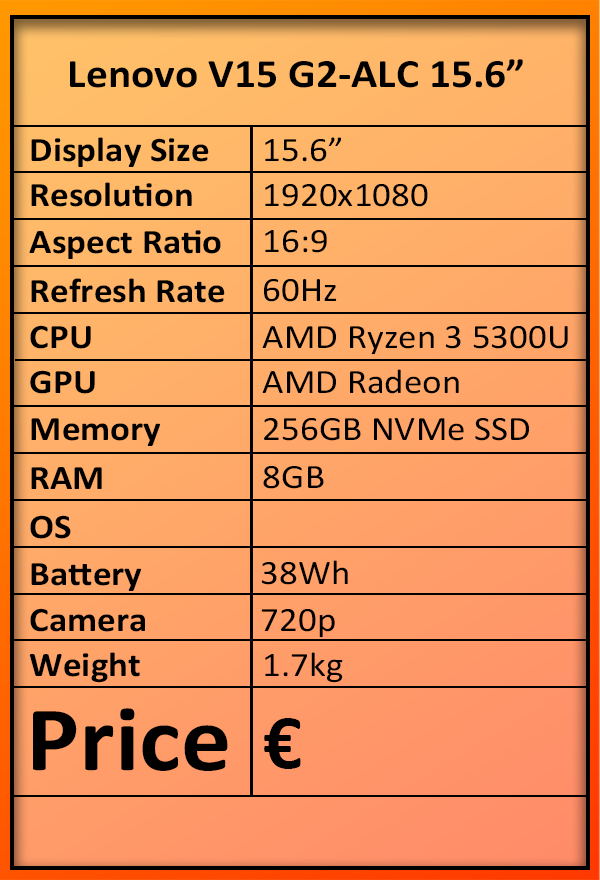 Lenovo V15 G2-ALC 15.6”
Display Size 15.6”
Resolution 1920x1080
Aspect Ratio 16:9
Refresh Rate 60Hz
CPU AMD Ryzen 3 5300U
GPU AMD Radeon
Memory 256GB NVMe SSD
RAM 8GB
OS
Battery 38Wh
Camera 720p
Weight 1.7kg
Price €